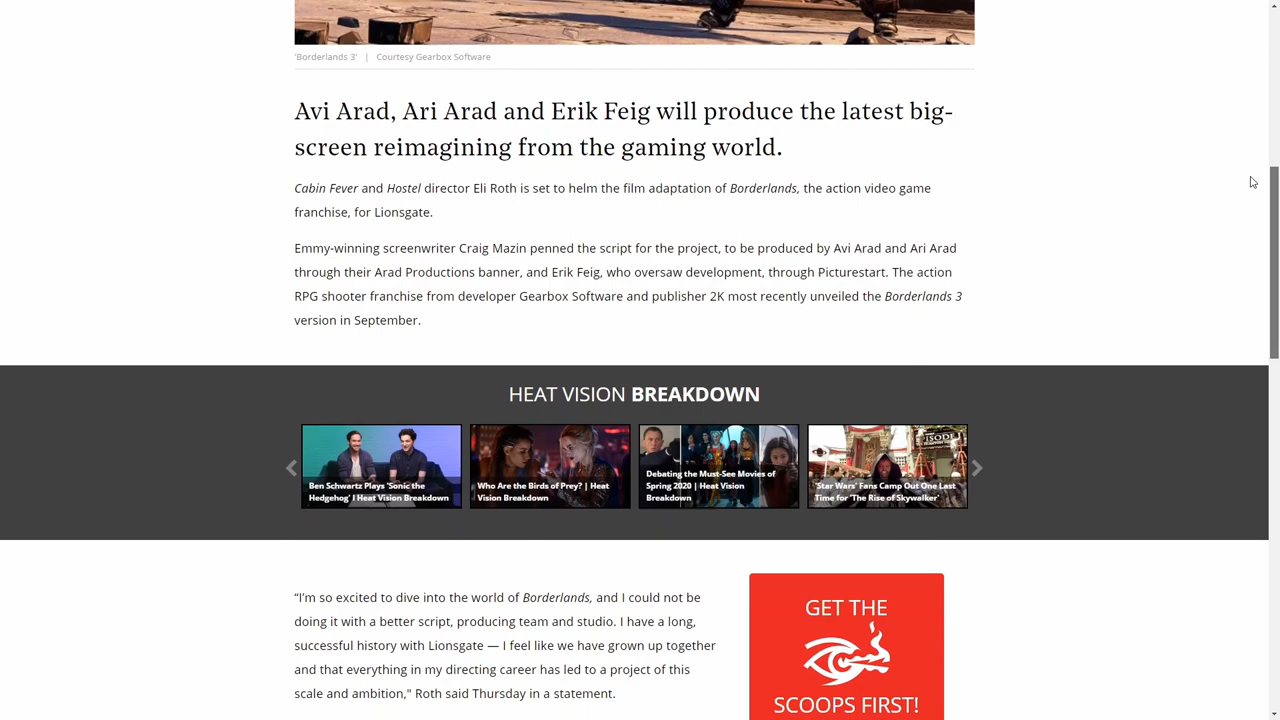 'Borderlands 3' | Courtesy Gearbox Software
Avi Arad, Ari Arad and Erik Feig will produce the latest big-
screen reimagining from the gaming world.
Cabin Fever and Hostel director Eli Roth is set to helm the film adaptation of Borderlands, the action video game
franchise, for Lionsgate.
Emmy-winning screenwriter Craig Mazin penned the script for the project, to be produced by Avi Arad and Ari Arad
through their Arad Productions banner, and Erik Feig, who oversaw development, through Picturestart. The action
RPG shooter franchise from developer Gearbox Software and publisher 2K most recently unveiled the Borderlands 3
version in September.
HEAT VISION BREAKDOWN
Ben Schwartz Plays 'Sonic the
Hedgehog' I Heat Vision Breakdown
Who Are the Birds of Prey? | Heat
Vision Breakdown
Debating the Must-See Movies of
Spring 2020 | Heat Vision
Breakdown
ISODE
'Star Wars' Fans Camp Out One Last
Time for 'The Rise of Skywalker'
“I'm so excited to dive into the world of Borderlands, and I could not be
doing it with a better script, producing team and studio. I have a long,
successful history with Lionsgate — I feel like we have grown up together
and that everything in my directing career has led to a project of this
scale and ambition," Roth said Thursday in a statement.
GET THE
SCOOPS FIRST!